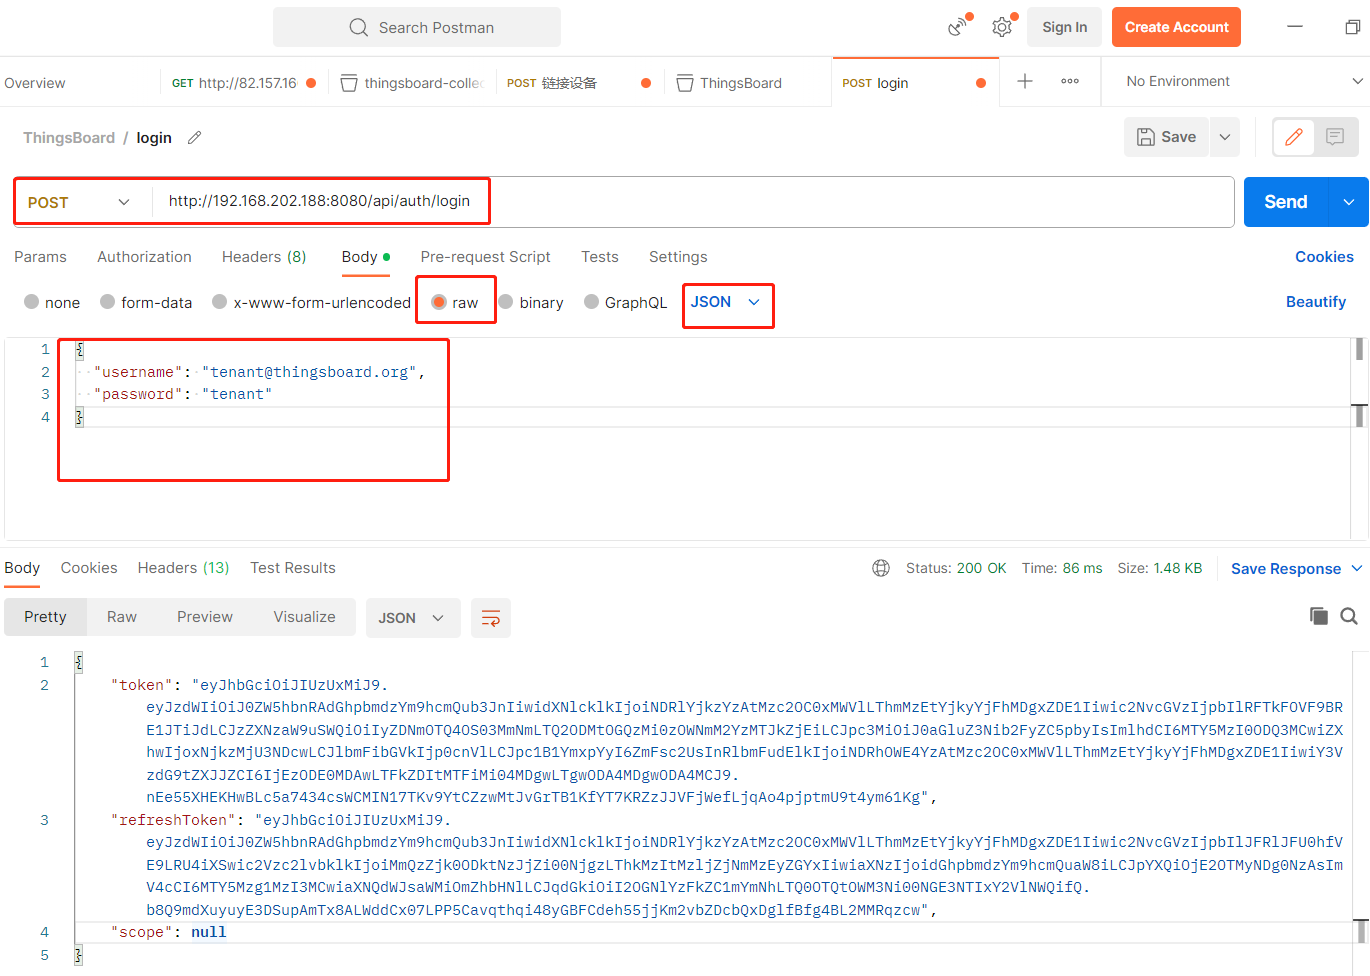 Search Postman
Sign In
Create Account
Overview
GET http://82.157.16
thingsboard-collec
POST 链接设备
ThingsBoard
POST login
No Environment
ThingsBoard / login
Save
POST
http://192.168.202.188:8080/api/auth/login
Send
Params Authorization Headers (8) Body Pre-request Script Tests Settings Cookies
none form-data x-www-form-urlencoded raw binary GraphQL JSON Beautify
1 {
2 "username": "tenant@thingsboard.org",
3 "password": "tenant"
4 }
Body Cookies Headers (13) Test Results Status: 200 OK Time: 86 ms Size: 1.48 KB Save Response
Pretty Raw Preview Visualize JSON
1 {
2 "token": "eyJhbGciOiJIUzUxMiJ9.
eyJzdWIiOiJ0ZW5hbnRAdGhpbmdzYm9hcmQub3JnIiwidXNlcklkIjoiNDRlYjkzYzAtMzc2OC0xMWVlLThmMzEtYjkyYjFhMDgxZDE1Iiwic2NvcGVzIjpbIlRFTkFOVF9BR
E1JTiJdLCJzZXNzaW9uSWQiOiIyZDNmOTQ4OS03MmNmLTQ2ODMtOGQzMi0zOWNmM2YzMTJkZjEiLCJpc3MiOiJ0aGluZ3Nib2FyZC5pbyIsImlhdCI6MTY5MzI0ODQ3MCwiZX
hwIjoxNjkzMjU3NDcwLCJlbmFibGVkIjp0cnVlLCJpc1B1YmxpYyI6ZmFsc2UsInRlbmFudElkIjoiNDRhOWE4YzAtMzc2OC0xMWVlLThmMzEtYjkyYjFhMDgxZDE1IiwiY3V
zdG9tZXJJZCI6IjEzODE0MDAwLTFkZDItMTFiMi04MDgwLTgwODA4MDgwODA4MCJ9.
nEe55XHEKHwBLc5a7434csWCMIN17TKv9YtCZzwMtJvGrTB1KfYT7KRZzJJVFjWefLjqAo4pjptmU9t4ym61Kg",
3 "refreshToken": "eyJhbGciOiJIUzUxMiJ9.
eyJzdWIiOiJ0ZW5hbnRAdGhpbmdzYm9hcmQub3JnIiwidXNlcklkIjoiNDRlYjkzYzAtMzc2OC0xMWVlLThmMzEtYjkyYjFhMDgxZDE1Iiwic2NvcGVzIjpbIlJFRlJFU0hfV
E9LRU4iXSwic2Vzc2lvbklkIjoiMmQzZjk0ODktNzJjZi00NjgzLThkMzItMzljZjNmMzEyZGYxIiwiaXNzIjoidGhpbmdzYm9hcmQuaW8iLCJpYXQiOjE2OTMyNDg0NzAsIm
V4cCI6MTY5Mzg1MzI3MCwiaXNQdWJsaWMiOmZhbHNlLCJqdGkiOiI2OGNlYzFkZC1mYmNhLTQ0OTQtOWM3Ni00NGE3NTIxY2VlNWQifQ.
b8Q9mdXuyuyE3DSupAmTx8ALWddCx07LPP5Cavqthqi48yGBFCdeh55jjKm2vbZDcbQxDglfBfg4BL2MMRqzcw",
4 "scope": null
5 }